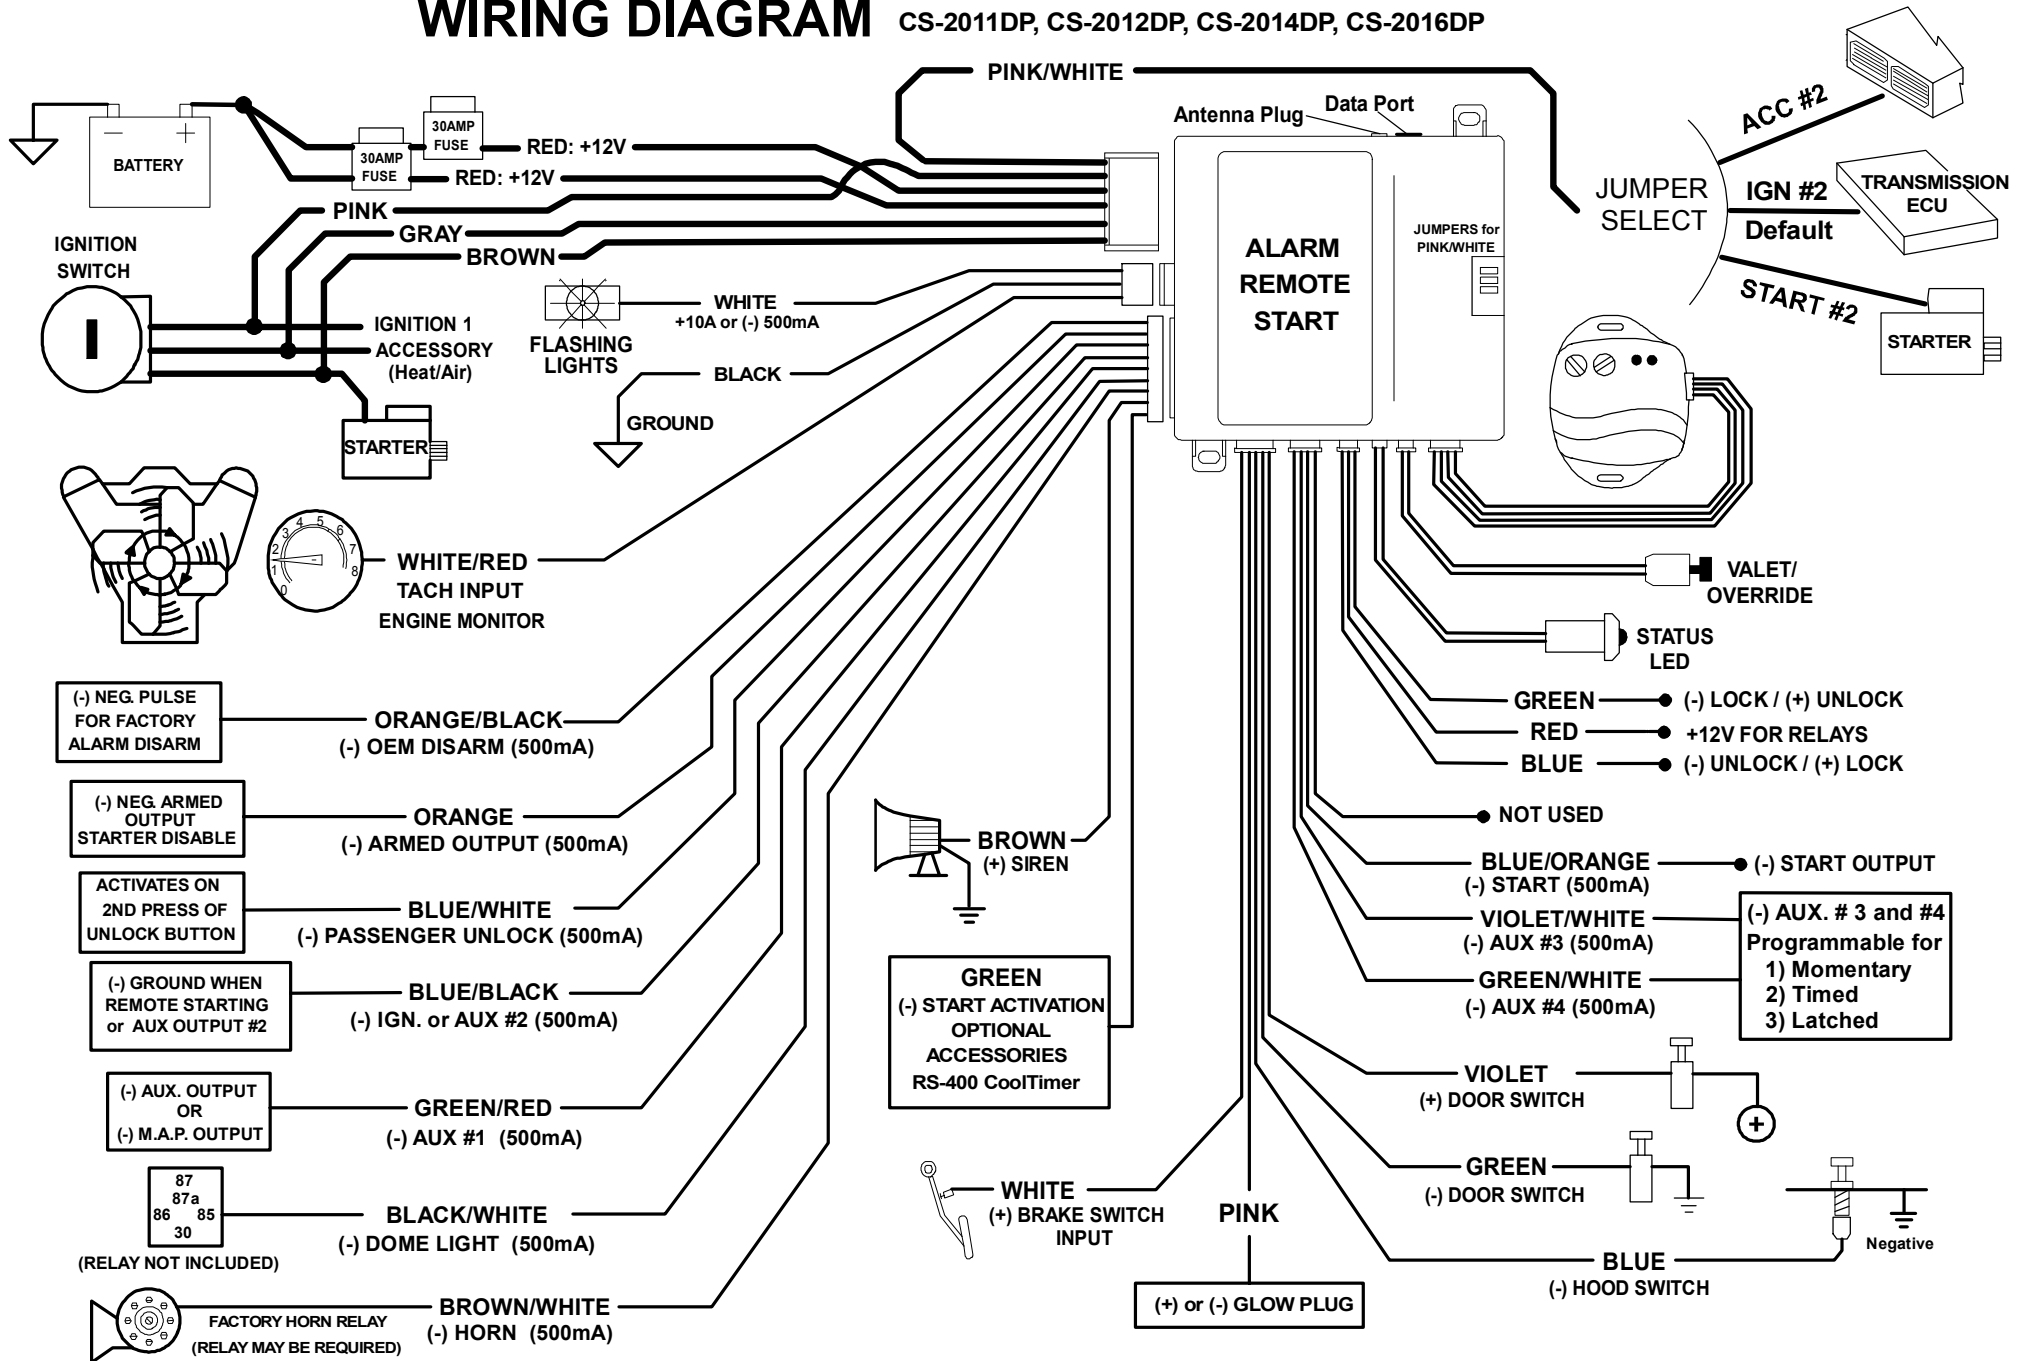 WIRING DIAGRAM CS-2011DP, CS-2012DP, CS-2014DP, CS-2016DP
PINK/WHITE
Antenna Plug
Data Port
ACC #2
BATTERY
30AMP
FUSE
30AMP
FUSE
RED: +12V
RED: +12V
PINK
GRAY
BROWN
JUMPER
SELECT
IGN #2
Default
TRANSMISSION
ECU
START #2
STARTER
ALARM
REMOTE
START
JUMPERS for
PINK/WHITE
IGNITION
SWITCH
IGNITION 1
ACCESSORY
(Heat/Air)
STARTER
FLASHING
LIGHTS
WHITE
+10A or (-) 500mA
BLACK
GROUND
0
1
2
3
4
5
6
7
8
WHITE/RED
TACH INPUT
ENGINE MONITOR
VALET/
OVERRIDE
STATUS
LED
(-) NEG. PULSE
FOR FACTORY
ALARM DISARM
ORANGE/BLACK
(-) OEM DISARM (500mA)
(-) NEG. ARMED
OUTPUT
STARTER DISABLE
ORANGE
(-) ARMED OUTPUT (500mA)
ACTIVATES ON
2ND PRESS OF
UNLOCK BUTTON
BLUE/WHITE
(-) PASSENGER UNLOCK (500mA)
(-) GROUND WHEN
REMOTE STARTING
or AUX OUTPUT #2
BLUE/BLACK
(-) IGN. or AUX #2 (500mA)
(-) AUX. OUTPUT
OR
(-) M.A.P. OUTPUT
GREEN/RED
(-) AUX #1 (500mA)
87
87a
86 85
30
(RELAY NOT INCLUDED)
BLACK/WHITE
(-) DOME LIGHT (500mA)
FACTORY HORN RELAY
(RELAY MAY BE REQUIRED)
BROWN/WHITE
(-) HORN (500mA)
BROWN
(+) SIREN
GREEN
(-) START ACTIVATION
OPTIONAL
ACCESSORIES
RS-400 CoolTimer
WHITE
(+) BRAKE SWITCH
INPUT
PINK
(+) or (-) GLOW PLUG
GREEN
(-) LOCK / (+) UNLOCK
RED
+12V FOR RELAYS
BLUE
(-) UNLOCK / (+) LOCK
NOT USED
BLUE/ORANGE
(-) START (500mA)
(-) START OUTPUT
VIOLET/WHITE
(-) AUX #3 (500mA)
GREEN/WHITE
(-) AUX #4 (500mA)
(-) AUX. # 3 and #4
Programmable for
1) Momentary
2) Timed
3) Latched
VIOLET
(+) DOOR SWITCH
GREEN
(-) DOOR SWITCH
BLUE
(-) HOOD SWITCH
Negative